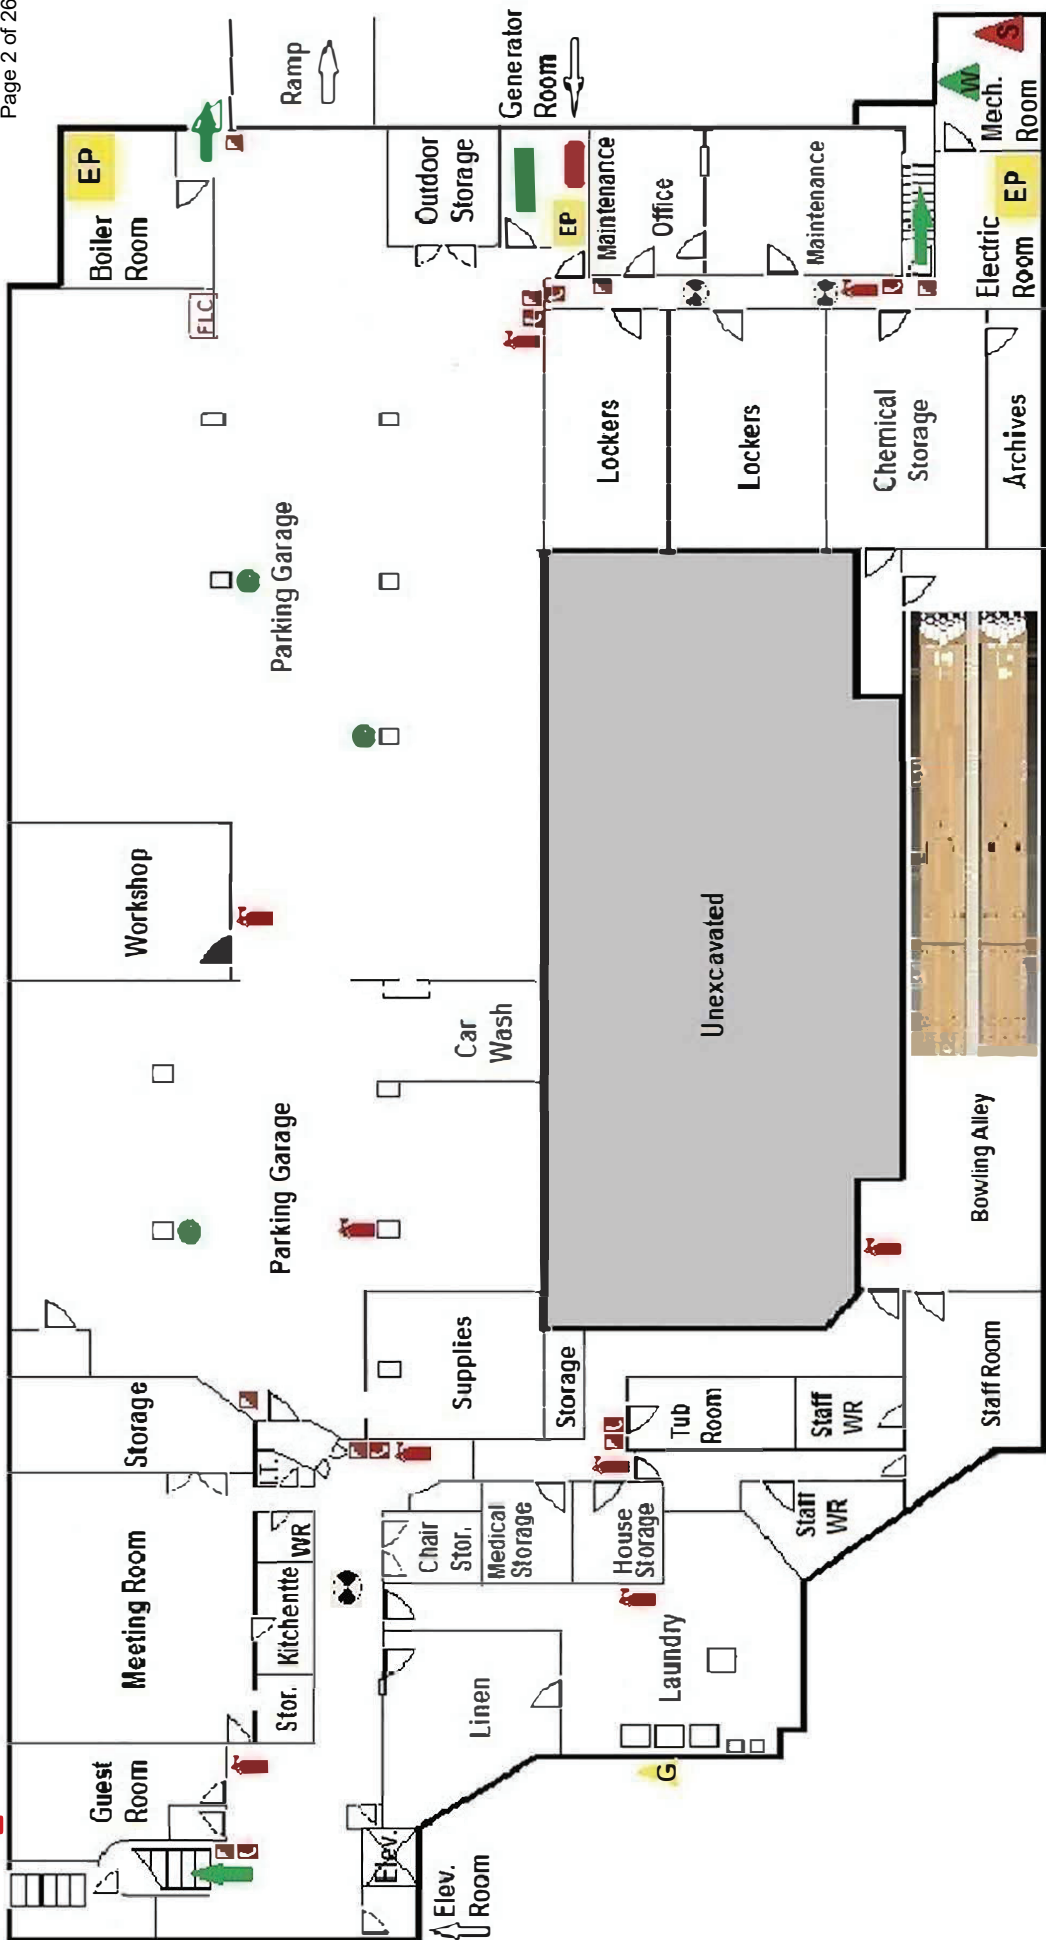 Page 2 of 26
EP
Boiler
Room
FLC
Ramp
Generator
Room
Outdoor
Storage
EP
Maintenance
Office
Maintenance
S
W
Mech.
Room
EP
Electric
Room
Lockers
Lockers
Chemical
Storage
Archives
Parking Garage
Workshop
Car
Wash
Unexcavated
Parking Garage
Bowling Alley
Supplies
Storage
Storage
Tub
Room
Staff
WR
Staff Room
I.T.
Meeting Room
WR
Kitchentte
Stor.
Chair
Stor.
Medical
Storage
House
Storage
Staff
WR
Linen
Laundry
G
Guest
Room
Elev.
Elev.
Room